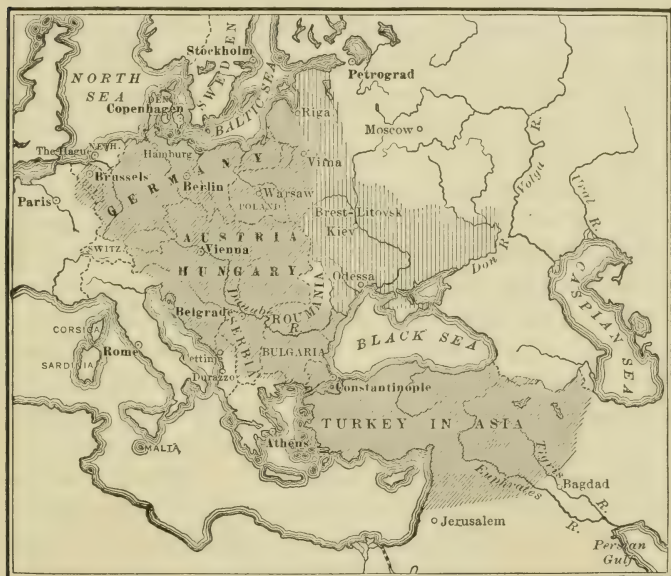 Stockholm
Petrograd
NORTH
SEA
SWEDEN
BALTIC SEA
DEN.
Copenhagen
Riga
Moscow
The Hague
NETH.
Hamburg
Vilna
Volga R.
Ural R.
Brussels
BEL.
GERMANY
Berlin
Warsaw
POLAND
Paris
Brest-Litovsk
Kiev
AUSTRIA
Vienna
SWITZ.
HUNGARY
Odessa
Don R.
CASPIAN SEA
Belgrade
Danube
R.
ROUMANIA
CORSICA
SERBIA
BLACK SEA
BULGARIA
Rome
SARDINIA
Cettinje
Durazzo
Constantinople
TURKEY IN ASIA
Athens
MALTA
Tigris
R.
Euphrates
R.
Bagdad
Jerusalem
Persian
Gulf